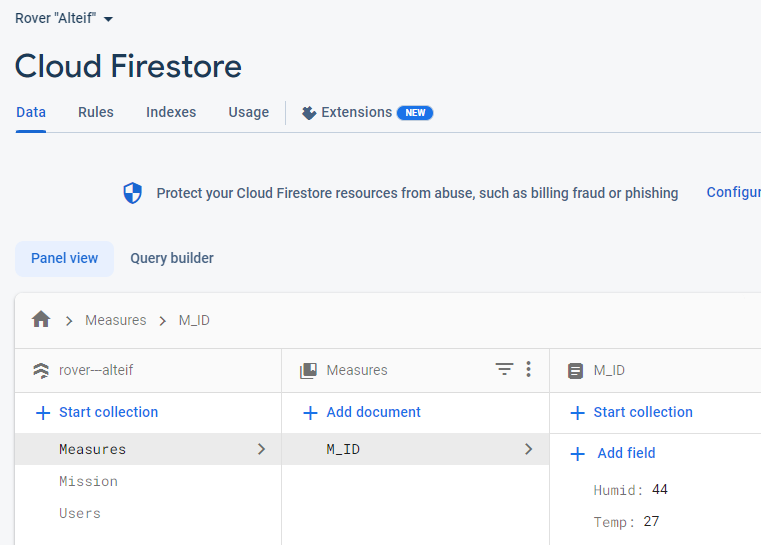 Rover "Alteif"
Cloud Firestore
Data Rules Indexes Usage Extensions NEW
Protect your Cloud Firestore resources from abuse, such as billing fraud or phishing
Panel view Query builder
Measures M_ID
rover---alteif Measures M_ID
Start collection Add document Start collection
Measures M_ID Add field
Mission Humid: 44
Users Temp: 27